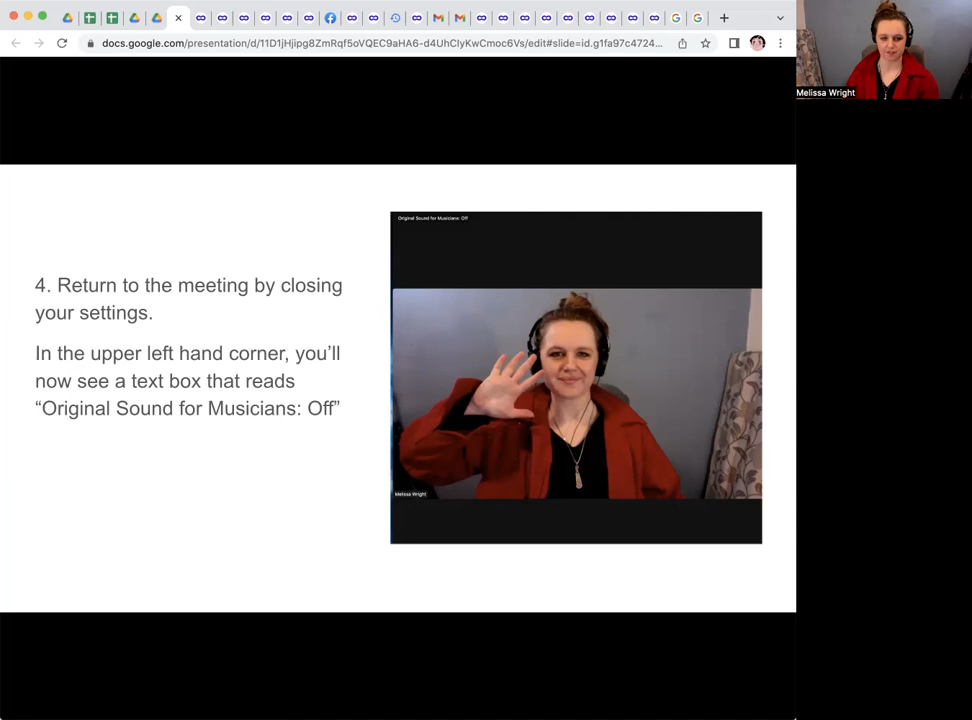 docs.google.com/presentation/d/11D1jHjipg8ZmRqf5oVQEC9aHA6-d4UhClyKwCmoc6Vs/edit#slide=id.g1fa97c4724...
Melissa Wright
Original Sound for Musicians: Off
4. Return to the meeting by closing
your settings.
In the upper left hand corner, you’ll
now see a text box that reads
“Original Sound for Musicians: Off”
Melissa Wright